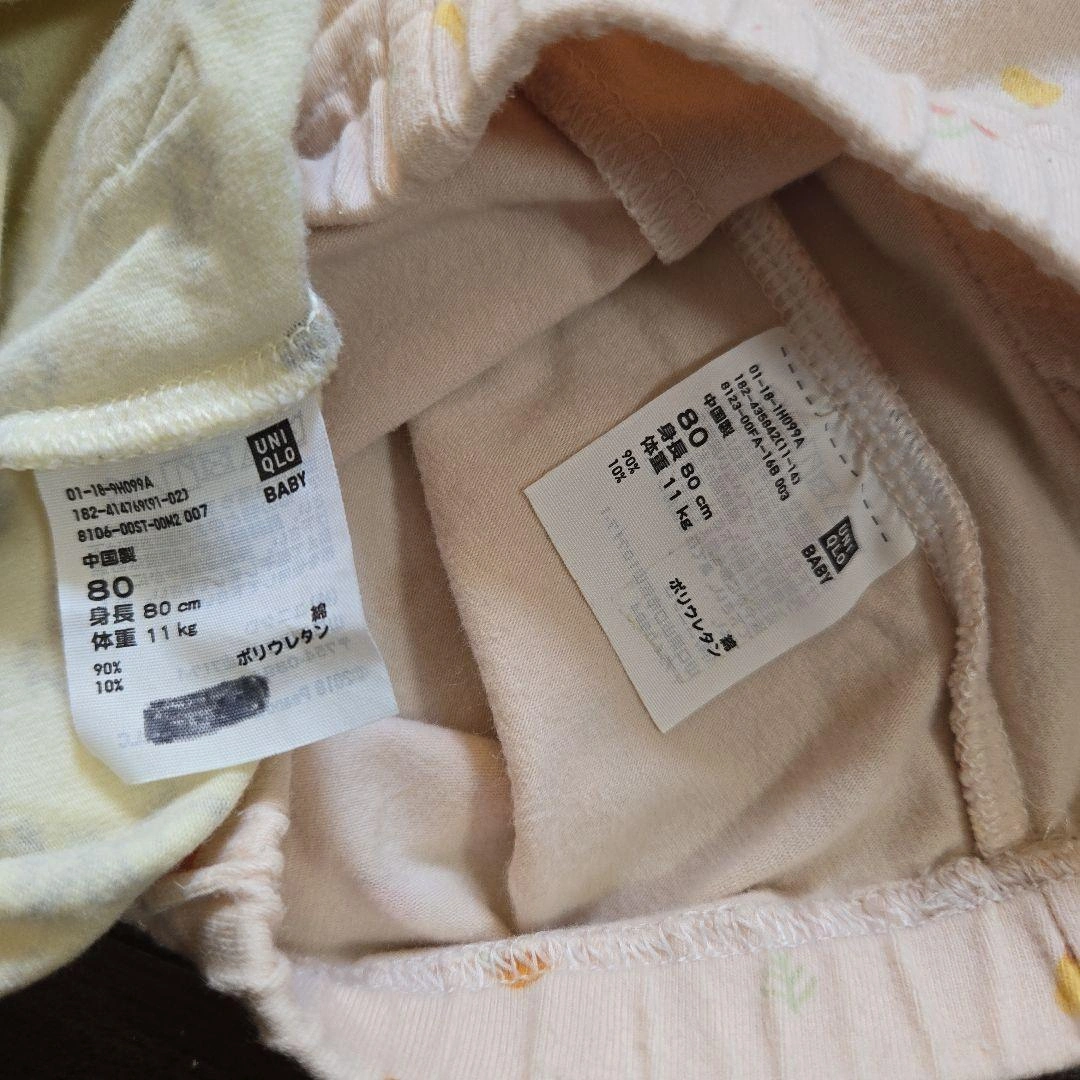 UNI
QLO
BABY
01-18-9H099A
182-414769(91-02)
8106-00ST-00M2 007
中国製
80
身長 80 cm
体重 11 kg
90% 綿
10% ポリウレタン
01-18-1H099A
182-435842(11-14)
8123-00FA-16B 003
中国製
80
身長 80 cm
体重 11 kg
90% 綿
10% ポリウレタン
UNI
QLO
BABY